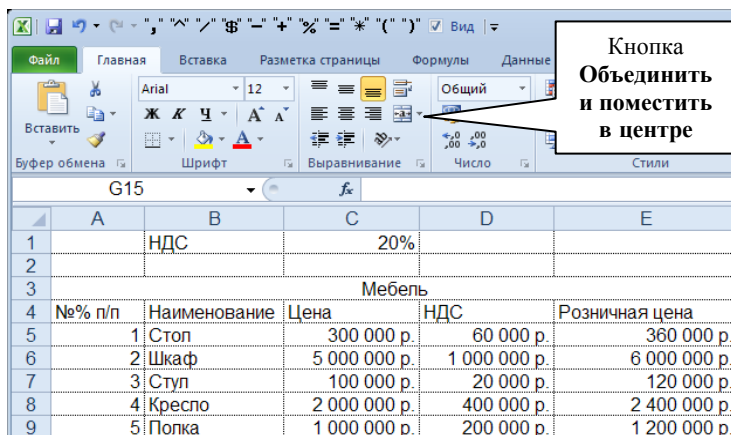 ";" "^" "/" "$" "–" "+" "%" "=" "*" "(" ")" Вид
Файл Главная Вставка Разметка страницы Формулы Данные
Кнопка
Объединить
и поместить
в центре
Вставить
Arial 12
Общий
Ж К Ч А А
А
Буфер обмена Шрифт Выравнивание Число Стили
G15 fx
A B C D E
1 НДС 20%
2
3 Мебель
4 №% п/п Наименование Цена НДС Розничная цена
5 1 Стол 300 000 р. 60 000 р. 360 000 р.
6 2 Шкаф 5 000 000 р. 1 000 000 р. 6 000 000 р.
7 3 Стул 100 000 р. 20 000 р. 120 000 р.
8 4 Кресло 2 000 000 р. 400 000 р. 2 400 000 р.
9 5 Полка 1 000 000 р. 200 000 р. 1 200 000 р.